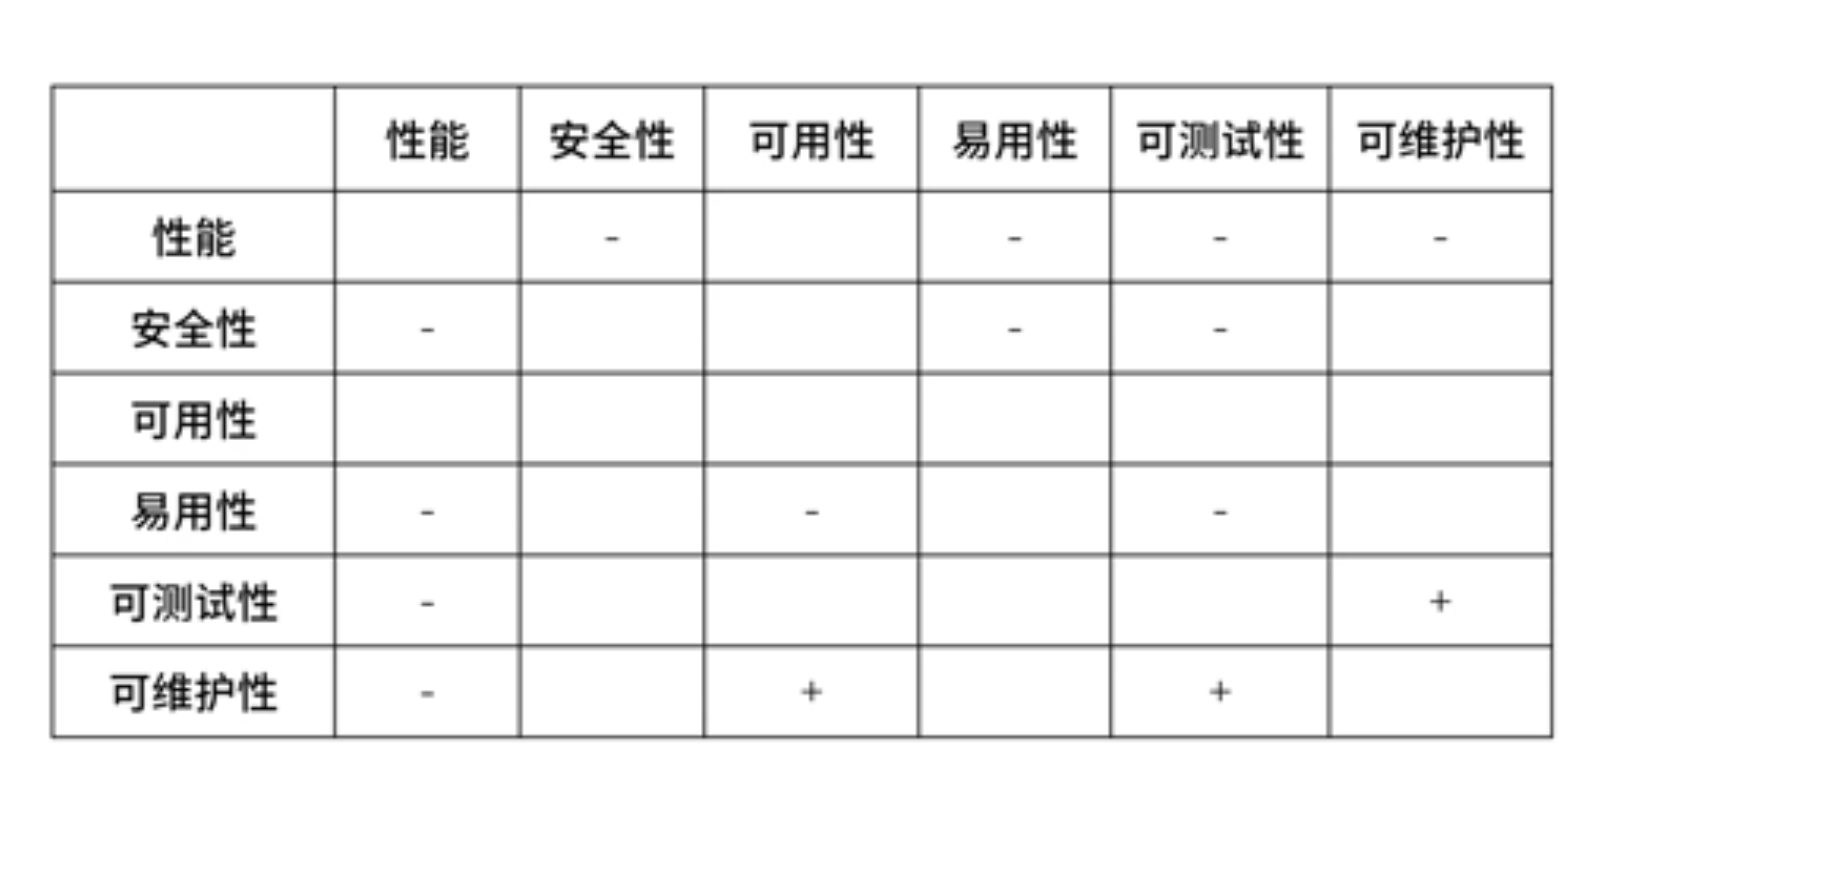 性能 安全性 可用性 易用性 可测试性 可维护性
性能 - - - -
安全性 - - -
可用性
易用性 - - -
可测试性 - +
可维护性 - + +